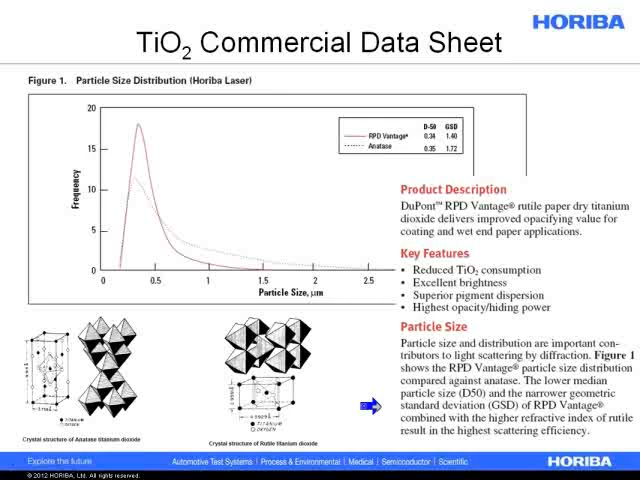 HORIBA
TiO2 Commercial Data Sheet
Figure 1. Particle Size Distribution (Horiba Laser)
20
15
10
5
0
Frequency
0 0.5 1 1.5 2 2.5
Particle Size, µm
D-50 GSD
RPD Vantage® 0.34 1.40
Anatase 0.35 1.72
Product Description
DuPont™ RPD Vantage® rutile paper dry titanium
dioxide delivers improved opacifying value for
coating and wet end paper applications.
Key Features
• Reduced TiO2 consumption
• Excellent brightness
• Superior pigment dispersion
• Highest opacity/hiding power
Particle Size
Particle size and distribution are important con-
tributors to light scattering by diffraction. Figure 1
shows the RPD Vantage® particle size distribution
compared against anatase. The lower median
particle size (D50) and the narrower geometric
standard deviation (GSD) of RPD Vantage®
combined with the higher refractive index of rutile
result in the highest scattering efficiency.
TITANIUM
OXYGEN
Crystal structure of Anatase titanium dioxide
TITANIUM
OXYGEN
Crystal structure of Rutile titanium dioxide
Explore the future
Automotive Test Systems | Process & Environmental | Medical | Semiconductor | Scientific
HORIBA
© 2012 HORIBA, Ltd. All rights reserved.